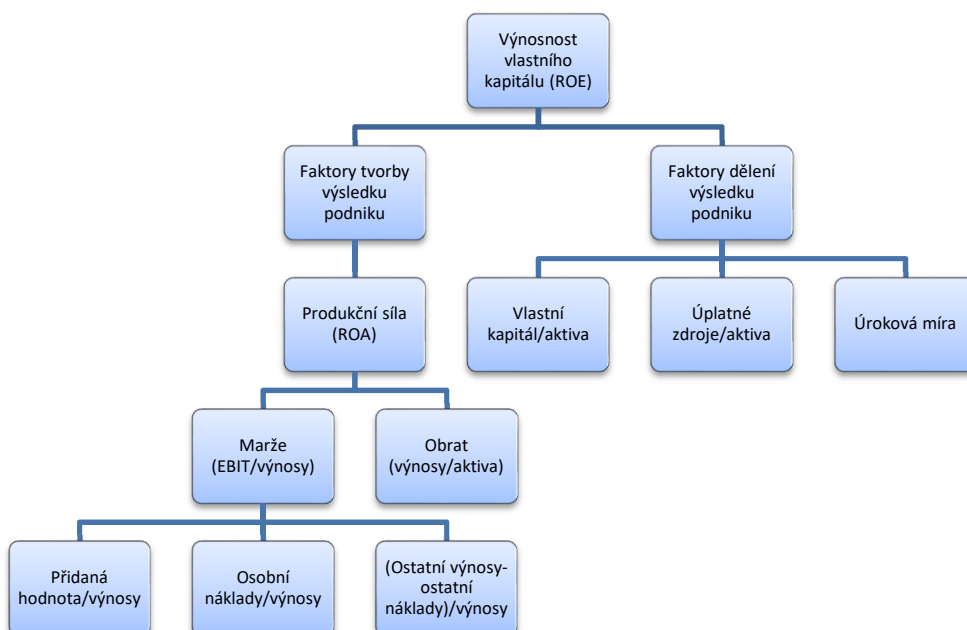 Výnosnost
vlastního
kapitálu (ROE)
Faktory tvorby
výsledku
podniku
Faktory dělení
výsledku
podniku
Produkční síla
(ROA)
Vlastní
kapitál/aktiva
Úplatné
zdroje/aktiva
Úroková míra
Marže
(EBIT/výnosy)
Obrat
(výnosy/aktiva)
Přidaná
hodnota/výnosy
Osobní
náklady/výnosy
(Ostatní výnosy-
ostatní
náklady)/výnosy